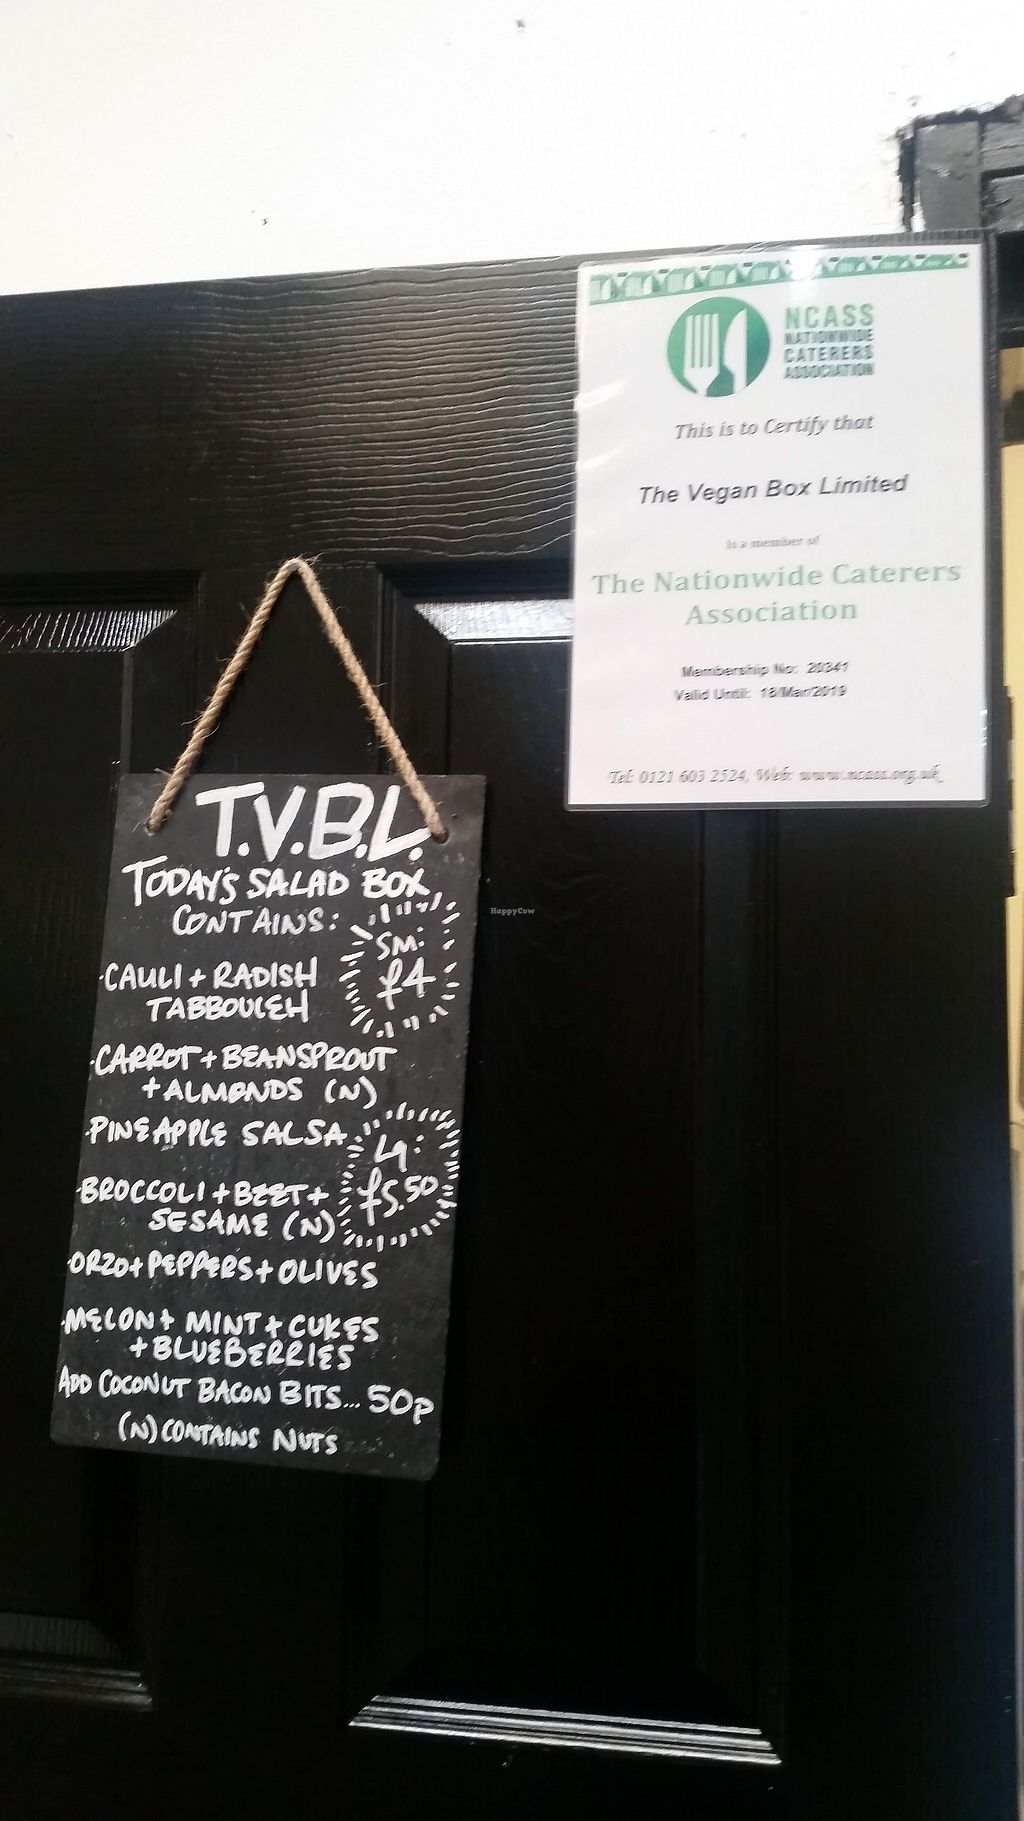 NCASS
NATIONWIDE
CATERERS
ASSOCIATION
This is to Certify that
The Vegan Box Limited
Is a member of
The Nationwide Caterers
Association
Membership No: 20341
Valid Until: 18/Mar/2019
Tel: 0121 603 2524, Web: www.ncass.org.uk
T.V.B.L.
TODAY'S SALAD BOX
CONTAINS:
SM:
£4
·CAULI + RADISH
TABBOULEH
·CARROT + BEANSPROUT
+ ALMONDS (N)
·PINEAPPLE SALSA
L9:
£5.50
·BROCCOLI + BEET +
SESAME (N)
·ORZO + PEPPERS + OLIVES
·MELON + MINT + CUKES
+ BLUEBERRIES
ADD COCONUT BACON BITS... 50p
(N) CONTAINS NUTS
HappyCow